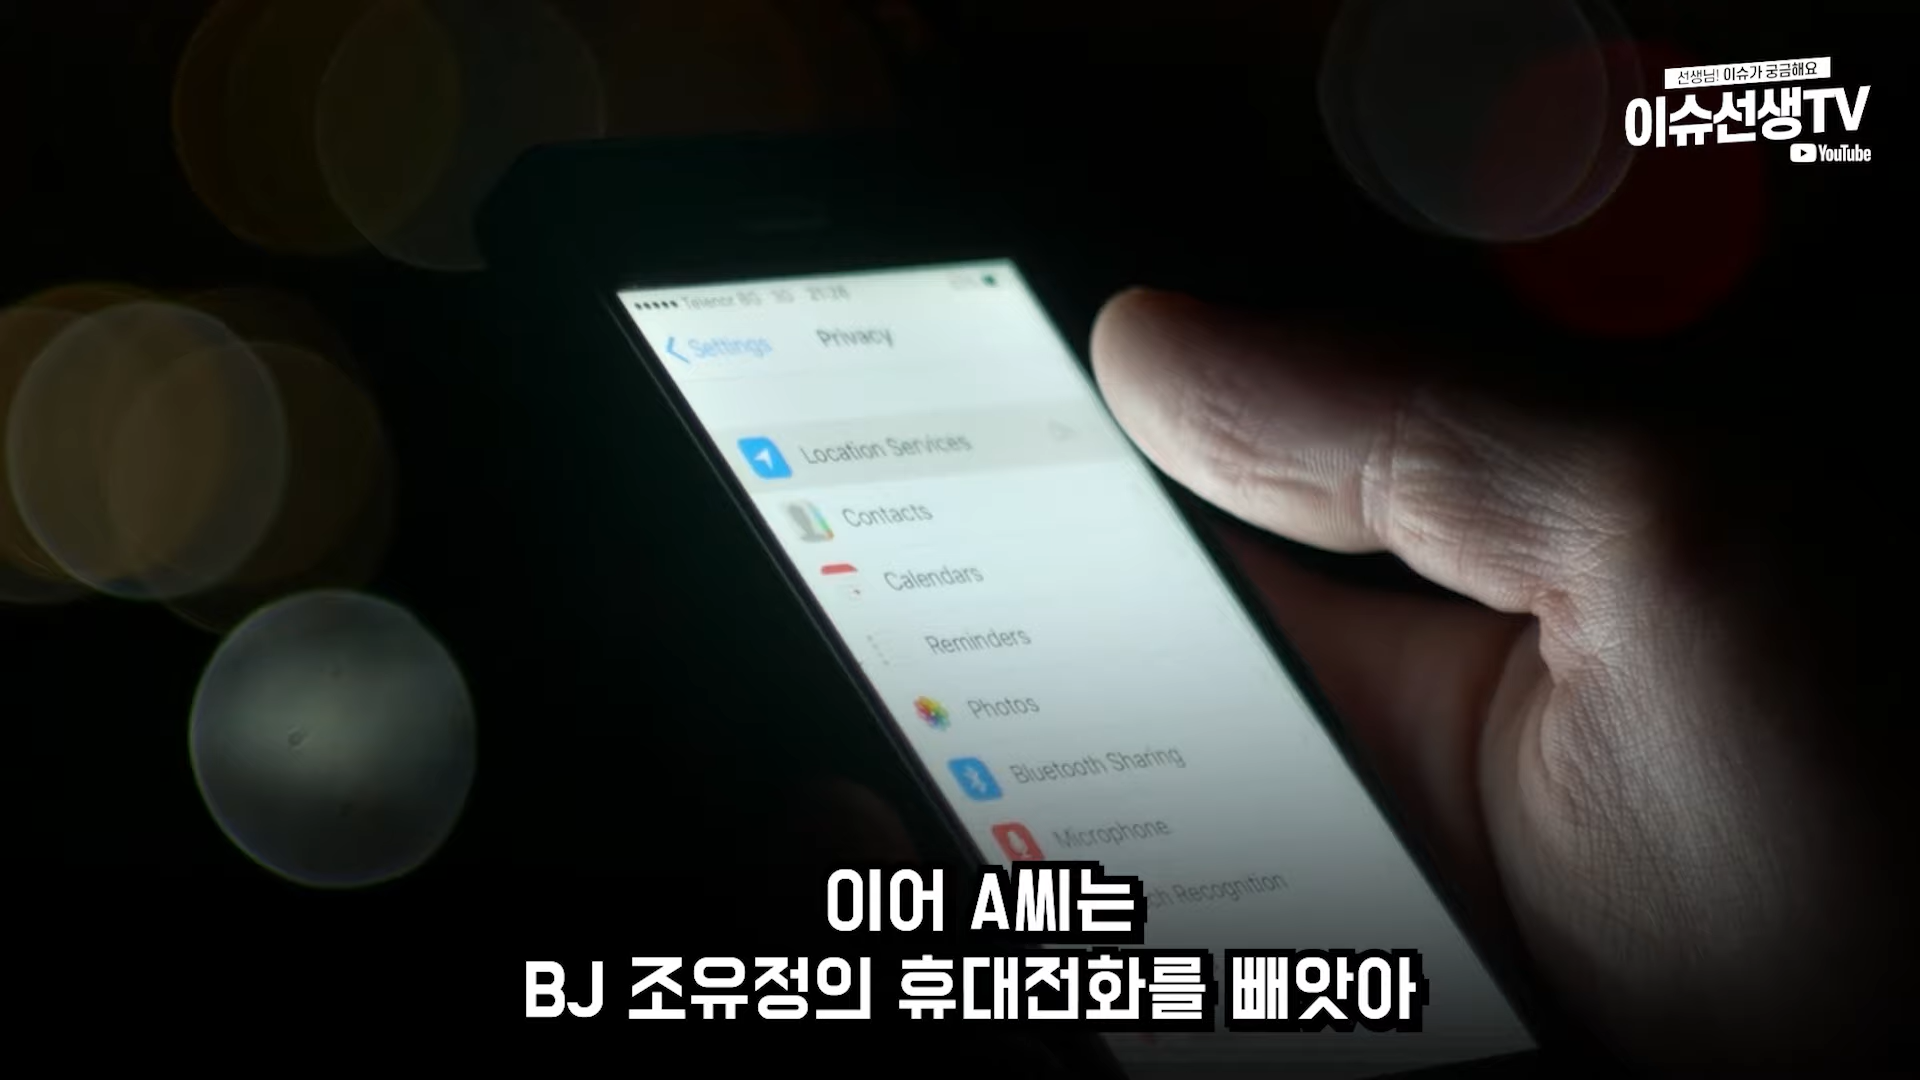 선생님! 이슈가 궁금해요
이슈선생TV
YouTube
Settings
Privacy
Location Services
Contacts
Calendars
Reminders
Photos
Bluetooth Sharing
Microphone
Recognition
이어 A씨는
BJ 조유정의 휴대전화를 빼앗아